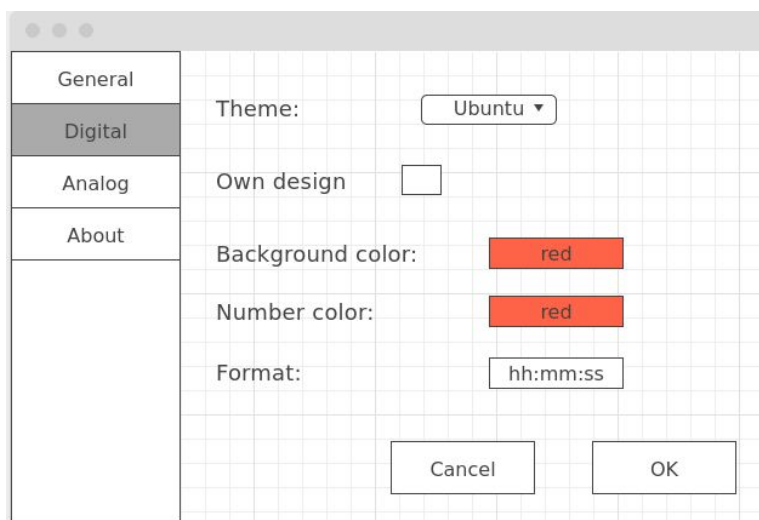 General
Digital
Analog
About
Theme:
Ubuntu
Own design
Background color:
red
Number color:
red
Format:
hh:mm:ss
Cancel
OK